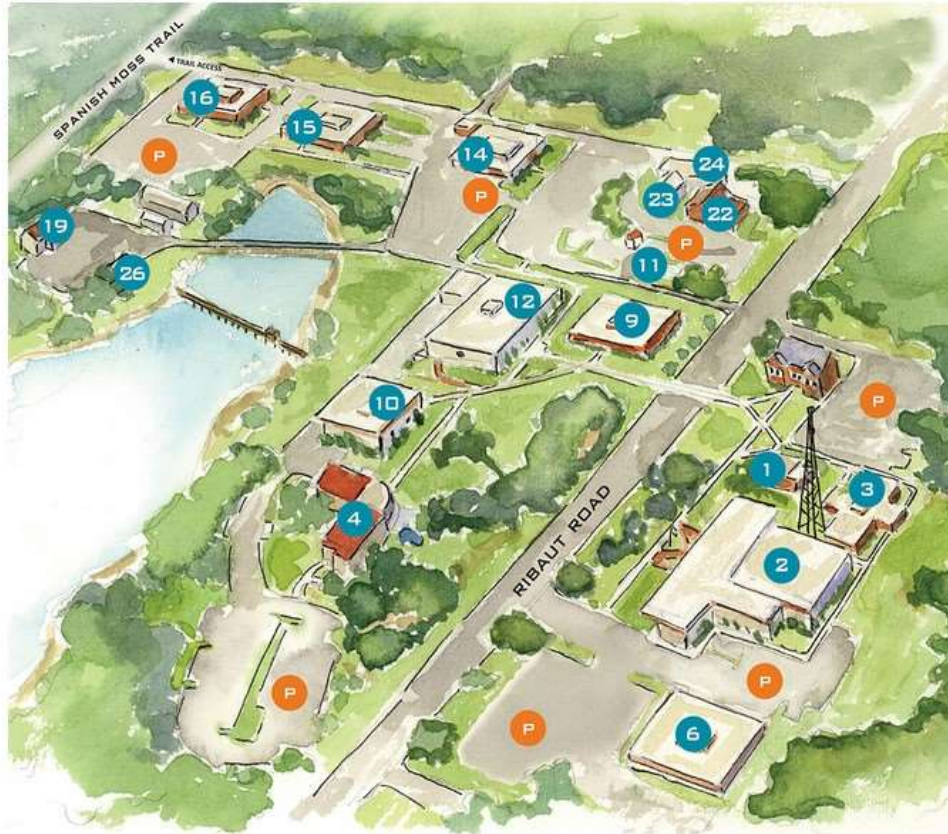 SPANISH MOSS TRAIL
◄ TRAIL ACCESS
16
15
14
P
P
24
23
22
19
P
26
11
12
9
10
P
1
3
4
RIBAUT ROAD
2
P
P
P
6